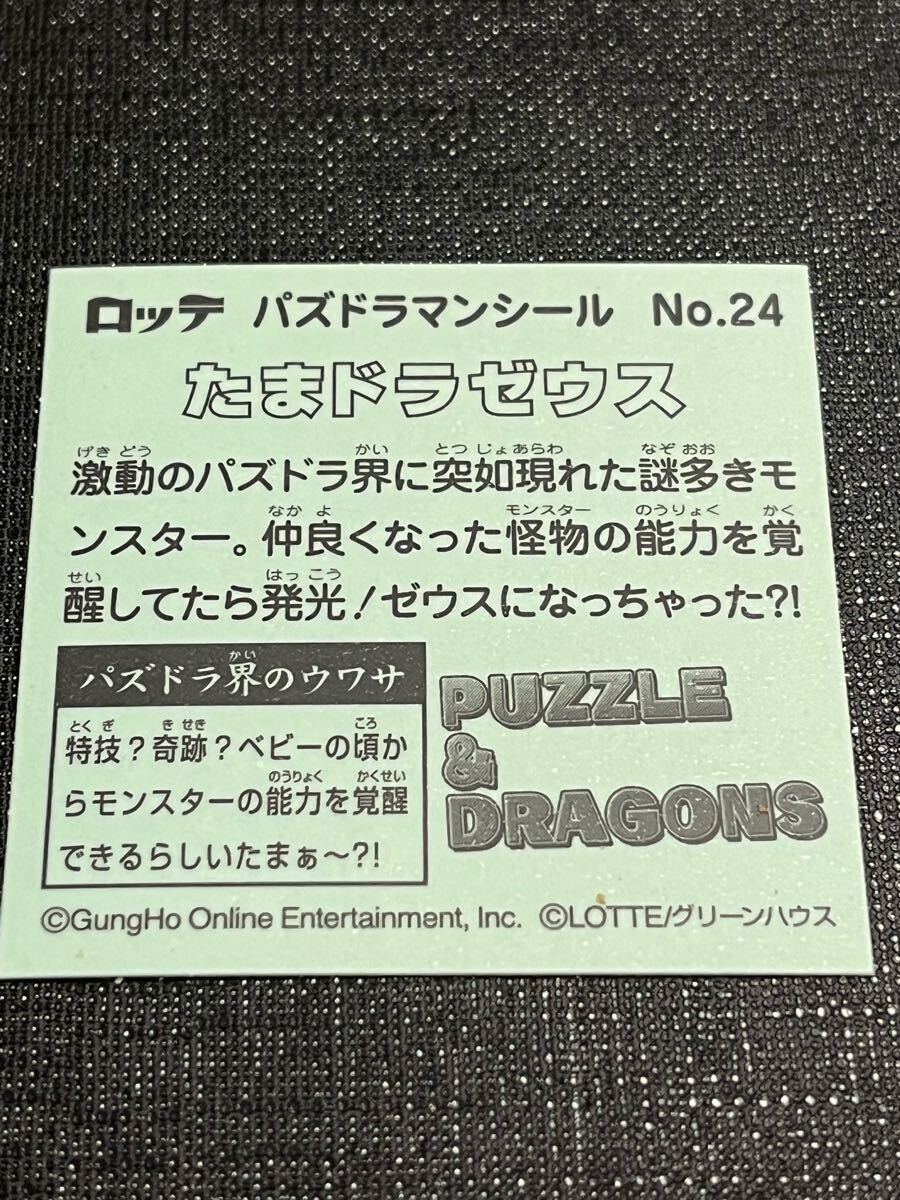 ロッテ パズドラマンシール No.24
たまドラゼウス
激動のパズドラ界に突如現れた謎多きモ
ンスター。仲良くなった怪物の能力を覚
醒してたら発光!ゼウスになっちゃった?!
パズドラ界のウワサ
特技?奇跡?ベビーの頃か
らモンスターの能力を覚醒
できるらしいたまぁ～?!
PUZZLE
&
DRAGONS
©GungHo Online Entertainment, Inc. ©LOTTE/グリーンハウス